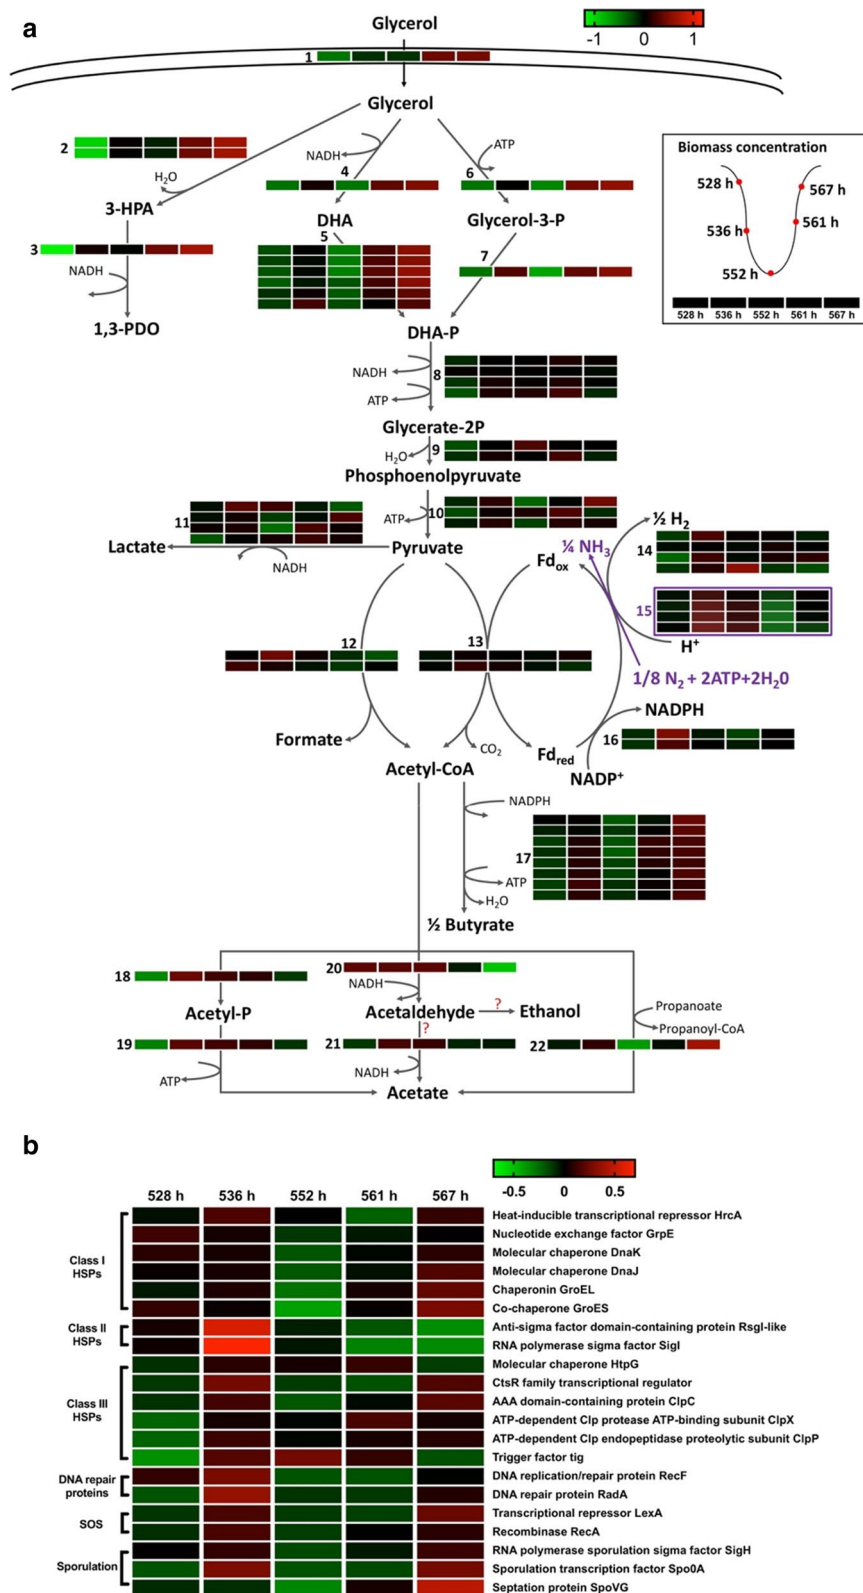 a
Glycerol
-1 0 1
1
Glycerol
2
NADH
4
6
ATP
H₂O
3-HPA
DHA
5
Glycerol-3-P
3
NADH
7
1,3-PDO
DHA-P
Biomass concentration
528 h
567 h
536 h
561 h
552 h
528 h 536 h 552 h 561 h 567 h
NADH
8
ATP
Glycerate-2P
H₂O
9
Phosphoenolpyruvate
11
ATP
10
Lactate
Pyruvate
NADH
Fdox
¼ NH₃
½ H₂
14
15
H⁺
12
13
1/8 N₂ + 2ATP+2H₂0
NADPH
16
Formate
CO₂
Fdred
Acetyl-CoA
NADP⁺
NADPH
17
ATP
H₂O
½ Butyrate
18
20
NADH
Acetyl-P
Acetaldehyde
?
Ethanol
?
Propanoate
Propanoyl-CoA
19
21
22
ATP
NADH
Acetate
b
-0.5 0 0.5
528 h 536 h 552 h 561 h 567 h
Class I
HSPs
Heat-inducible transcriptional repressor HrcA
Nucleotide exchange factor GrpE
Molecular chaperone DnaK
Molecular chaperone DnaJ
Chaperonin GroEL
Co-chaperone GroES
Class II
HSPs
Anti-sigma factor domain-containing protein RsgI-like
RNA polymerase sigma factor SigI
Class III
HSPs
Molecular chaperone HtpG
CtsR family transcriptional regulator
AAA domain-containing protein ClpC
ATP-dependent Clp protease ATP-binding subunit ClpX
ATP-dependent Clp endopeptidase proteolytic subunit ClpP
Trigger factor tig
DNA repair
proteins
DNA replication/repair protein RecF
DNA repair protein RadA
SOS
Transcriptional repressor LexA
Recombinase RecA
Sporulation
RNA polymerase sporulation sigma factor SigH
Sporulation transcription factor Spo0A
Septation protein SpoVG